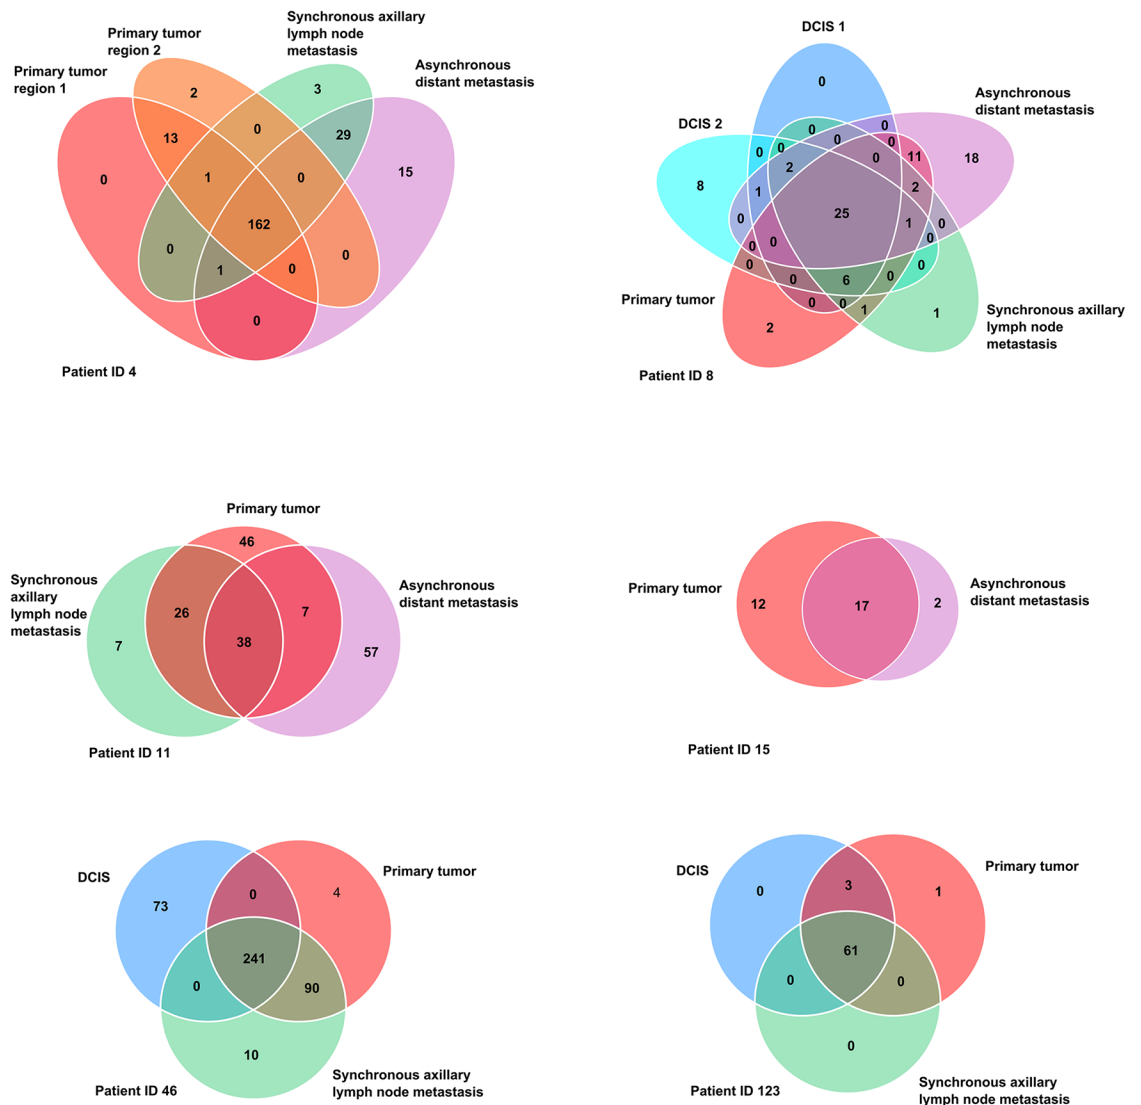 Primary tumor
region 1
Primary tumor
region 2
Synchronous axillary
lymph node
metastasis
Asynchronous
distant metastasis
0
13
2
0
3
29
15
1
0
162
0
1
0
0
0
Patient ID 4
DCIS 1
DCIS 2
Asynchronous
distant metastasis
Primary tumor
Synchronous axillary
lymph node
metastasis
0
0
0
0
0
0
0
0
11
18
8
1
2
2
25
0
1
0
0
0
0
0
0
6
0
0
0
0
1
2
1
Patient ID 8
Primary tumor
Synchronous
axillary
lymph node
metastasis
Asynchronous
distant metastasis
46
26
7
7
38
57
Patient ID 11
Primary tumor
Asynchronous
distant metastasis
12
17
2
Patient ID 15
DCIS
Primary tumor
73
0
4
241
0
90
10
Synchronous axillary
lymph node metastasis
Patient ID 46
DCIS
Primary tumor
0
3
1
61
0
0
0
Synchronous axillary
lymph node metastasis
Patient ID 123